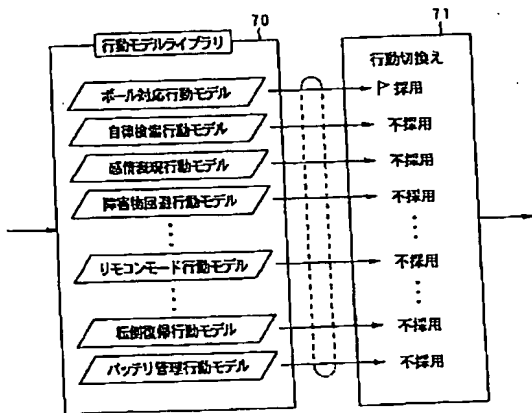 70
71
行動モデルライブラリ
行動切換え
ボール対応行動モデル
採用
自律検索行動モデル
不採用
感情表現行動モデル
不採用
障害物回避行動モデル
不採用
リモコンモード行動モデル
不採用
転倒復帰行動モデル
不採用
バッテリ管理行動モデル
不採用